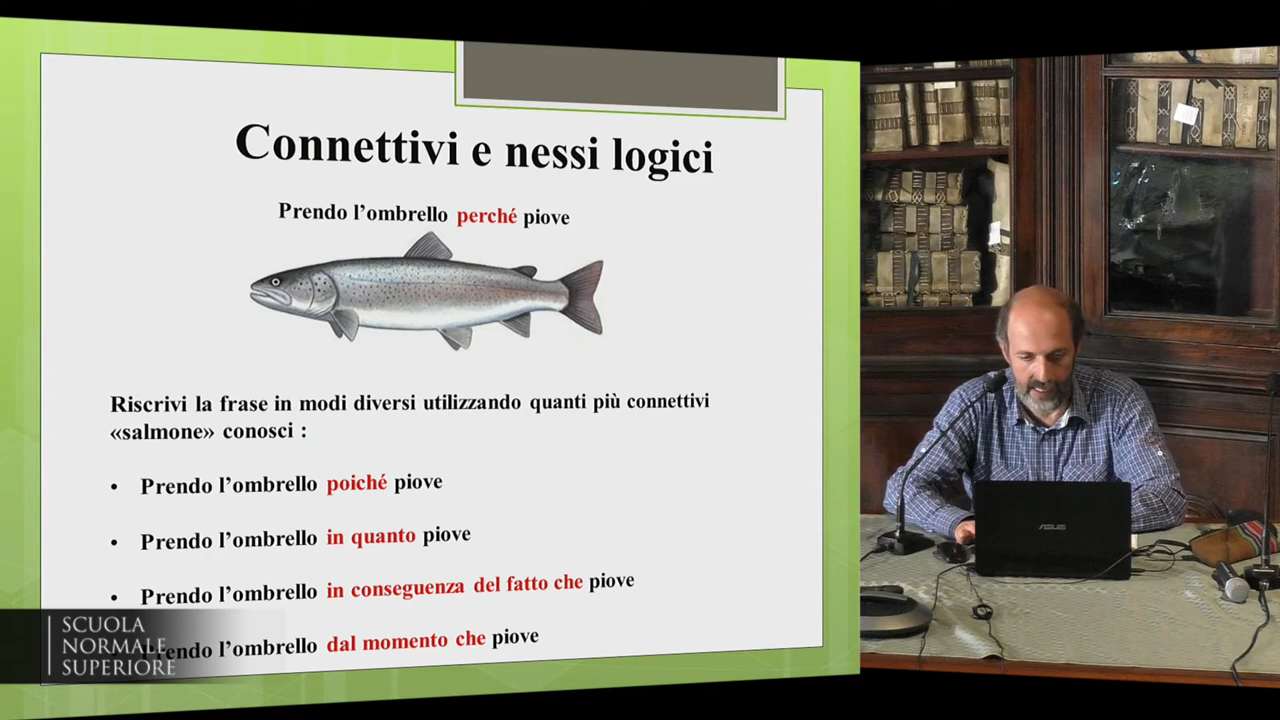 Connettivi e nessi logici
Prendo l’ombrello perché piove
Riscrivi la frase in modi diversi utilizzando quanti più connettivi
«salmone» conosci :
• Prendo l’ombrello poiché piove
• Prendo l’ombrello in quanto piove
• Prendo l’ombrello in conseguenza del fatto che piove
Prendo l’ombrello dal momento che piove
SCUOLA
NORMALE
SUPERIORE
ASUS